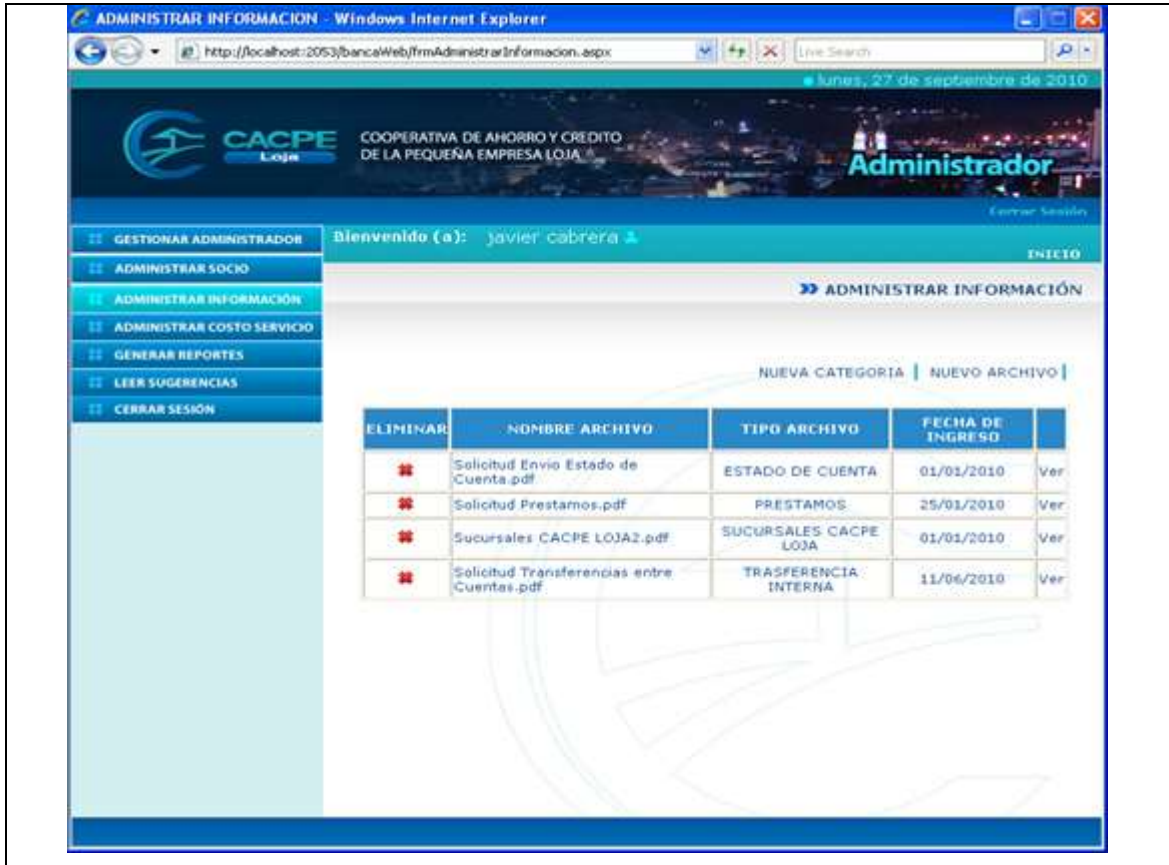 ADMINISTRAR INFORMACION - Windows Internet Explorer
http://localhost:2053/bancaWeb/frmAdministrarInformacion.aspx
Live Search
lunes, 27 de septiembre de 2010
CACPE
Loja
COOPERATIVA DE AHORRO Y CREDITO
DE LA PEQUEÑA EMPRESA LOJA
Administrador
Cerrar Sesión
GESTIONAR ADMINISTRADOR
ADMINISTRAR SOCIO
ADMINISTRAR INFORMACIÓN
ADMINISTRAR COSTO SERVICIO
GENERAR REPORTES
LEER SUGERENCIAS
CERRAR SESIÓN
Bienvenido (a): javier cabrera
INICIO
ADMINISTRAR INFORMACIÓN
NUEVA CATEGORIA | NUEVO ARCHIVO |
ELIMINAR NOMBRE ARCHIVO TIPO ARCHIVO FECHA DE INGRESO
Solicitud Envio Estado de Cuenta.pdf ESTADO DE CUENTA 01/01/2010 Ver
Solicitud Prestamos.pdf PRESTAMOS 25/01/2010 Ver
Sucursales CACPE LOJA2.pdf SUCURSALES CACPE LOJA 01/01/2010 Ver
Solicitud Transferencias entre Cuentas.pdf TRASFERENCIA INTERNA 11/06/2010 Ver